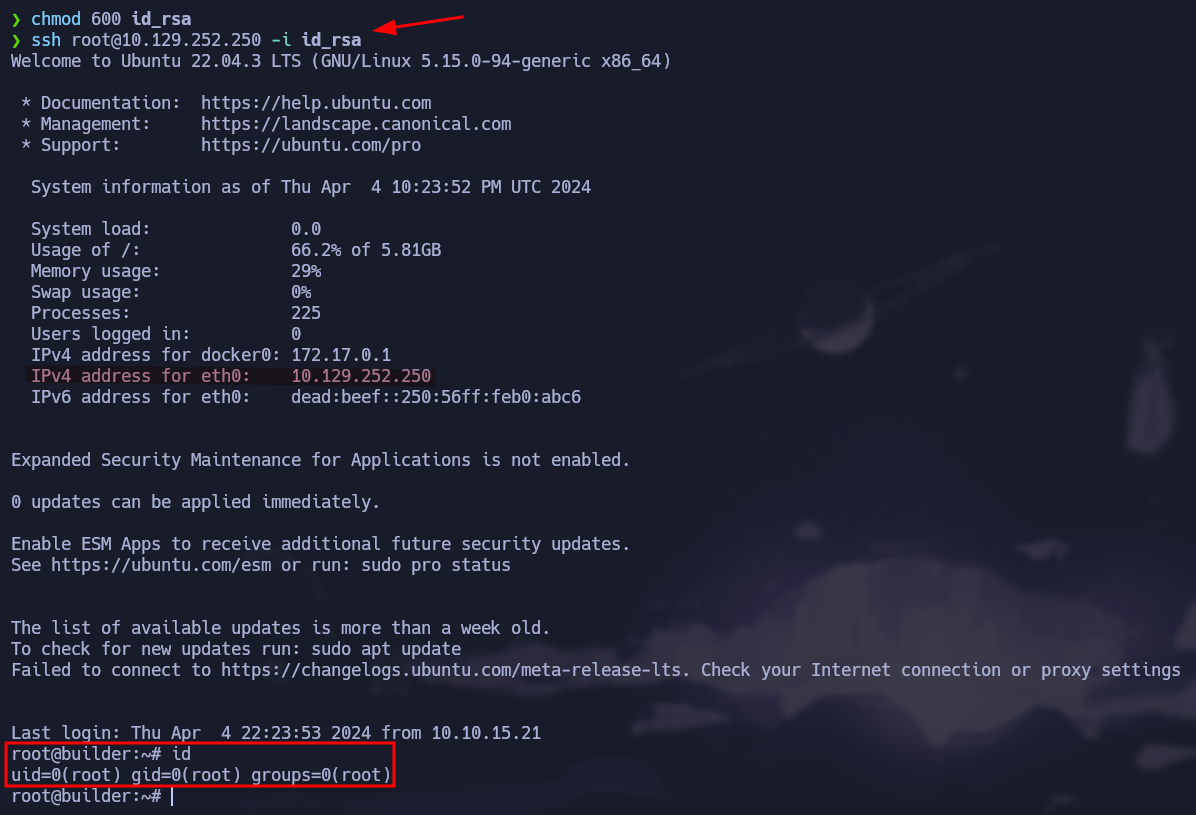 ❯ chmod 600 id_rsa
❯ ssh root@10.129.252.250 -i id_rsa
Welcome to Ubuntu 22.04.3 LTS (GNU/Linux 5.15.0-94-generic x86_64)
* Documentation:  https://help.ubuntu.com
* Management:     https://landscape.canonical.com
* Support:        https://ubuntu.com/pro
System information as of Thu Apr  4 10:23:52 PM UTC 2024
System load:              0.0
Usage of /:               66.2% of 5.81GB
Memory usage:             29%
Swap usage:               0%
Processes:                225
Users logged in:          0
IPv4 address for docker0: 172.17.0.1
IPv4 address for eth0:    10.129.252.250
IPv6 address for eth0:    dead:beef::250:56ff:feb0:abc6
Expanded Security Maintenance for Applications is not enabled.
0 updates can be applied immediately.
Enable ESM Apps to receive additional future security updates.
See https://ubuntu.com/esm or run: sudo pro status
The list of available updates is more than a week old.
To check for new updates run: sudo apt update
Failed to connect to https://changelogs.ubuntu.com/meta-release-lts. Check your Internet connection or proxy settings
Last login: Thu Apr  4 22:23:53 2024 from 10.10.15.21
root@builder:~# id
uid=0(root) gid=0(root) groups=0(root)
root@builder:~#